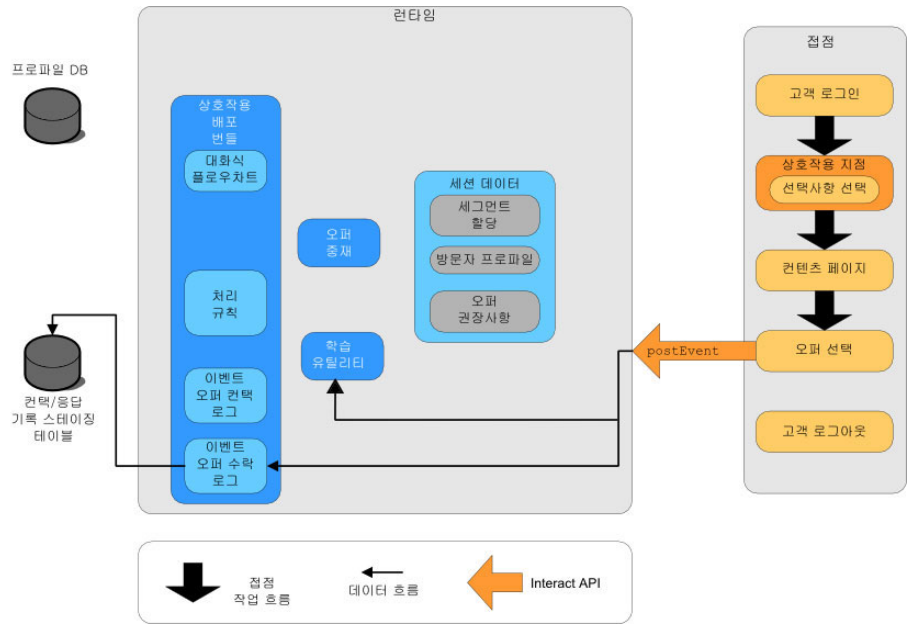 런타임
접점
프로파일 DB
고객 로그인
상호작용
배포
번들
대화식
플로우차트
상호작용 지점
선택사항 선택
세션 데이터
세그먼트
할당
방문자 프로파일
오퍼
권장사항
오퍼
중재
컨텐츠 페이지
처리
규칙
학습
유틸리티
postEvent
오퍼 선택
컨택/응답
기록 스테이징
테이블
이벤트
오퍼 컨택
로그
이벤트
오퍼 수락
로그
고객 로그아웃
접점
작업 흐름
데이터 흐름
Interact API